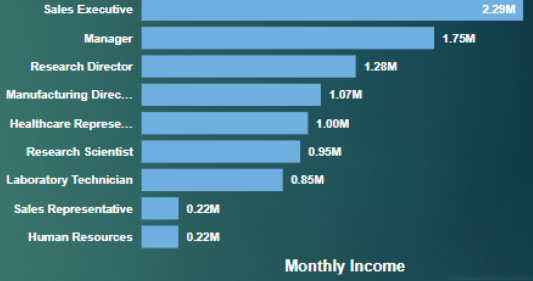 Sales Executive 2.29M
Manager 1.75M
Research Director 1.28M
Manufacturing Direc... 1.07M
Healthcare Represe... 1.00M
Research Scientist 0.95M
Laboratory Technician 0.85M
Sales Representative 0.22M
Human Resources 0.22M
Monthly Income